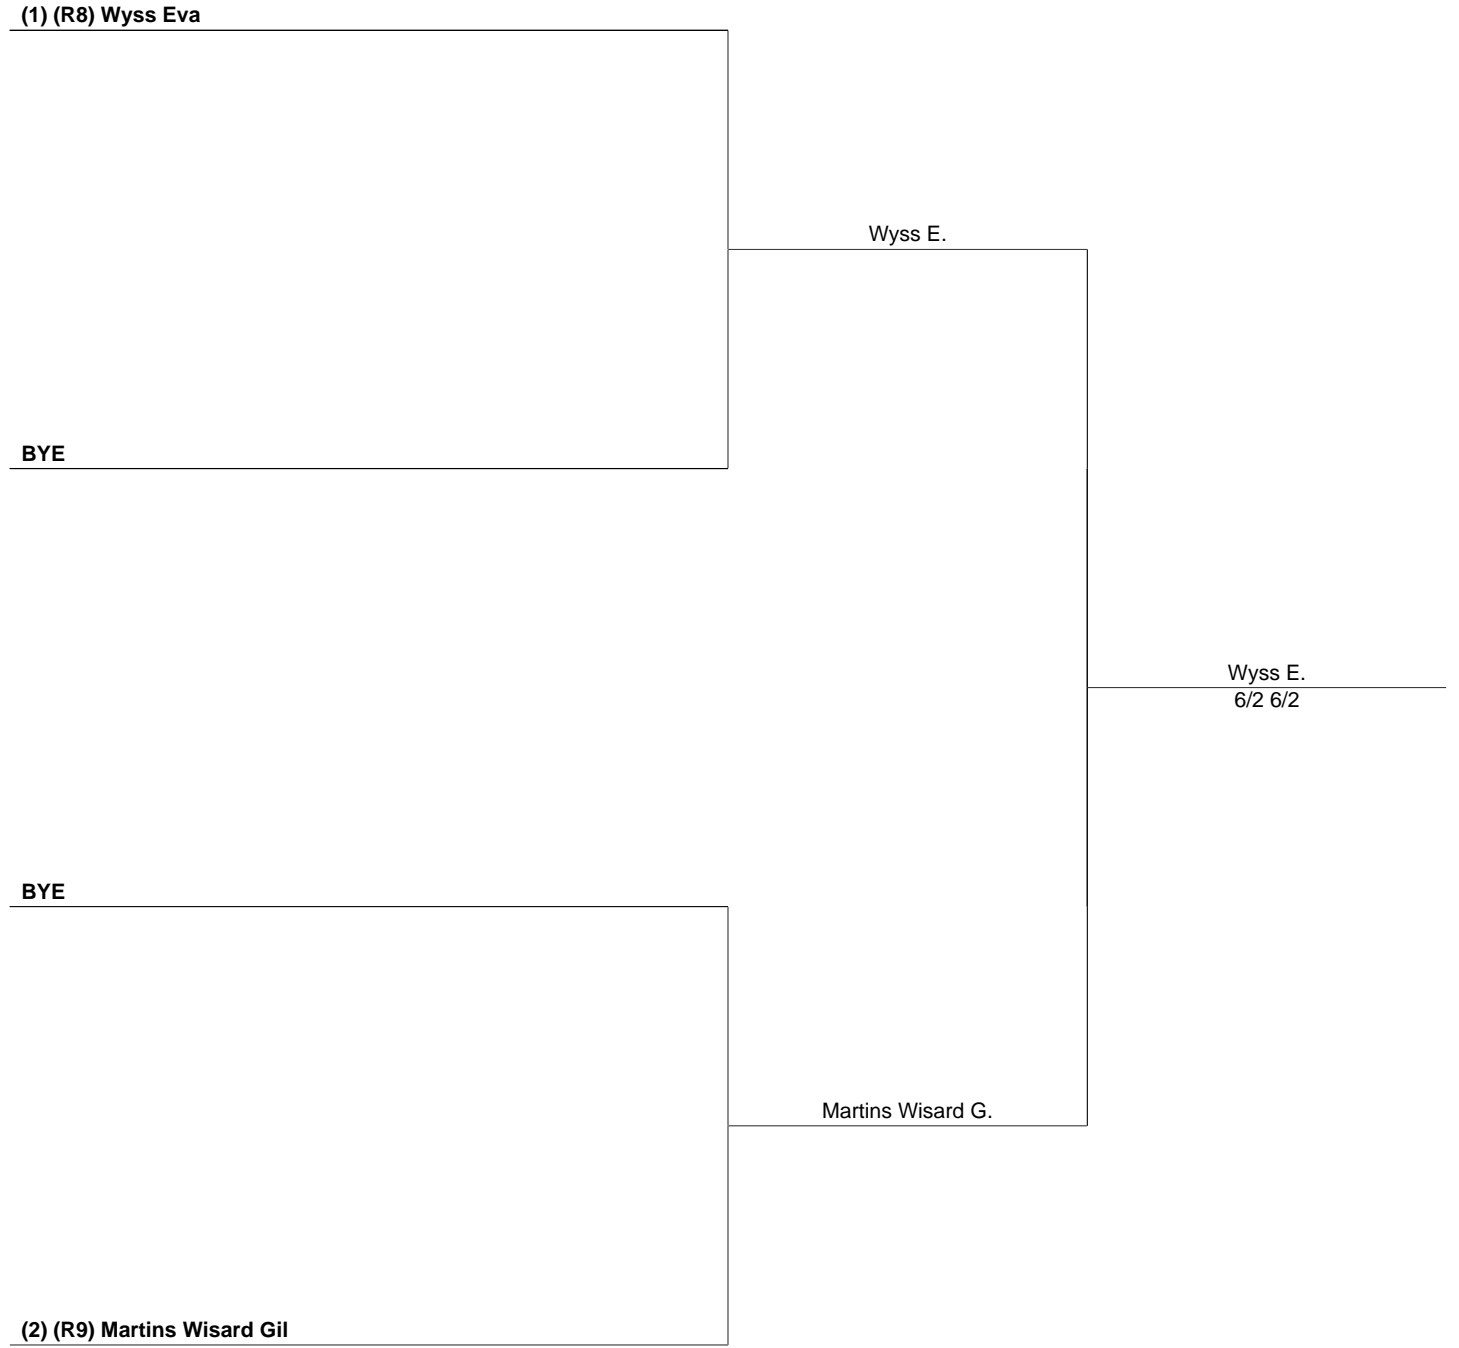 (1) (R8) Wyss Eva
Wyss E.
BYE
Wyss E.
6/2 6/2
BYE
Martins Wisard G.
(2) (R9) Martins Wisard Gil